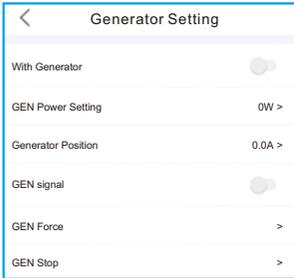 Generator Setting
With Generator
GEN Power Setting 0W >
Generator Position 0.0A >
GEN signal
GEN Force >
GEN Stop >